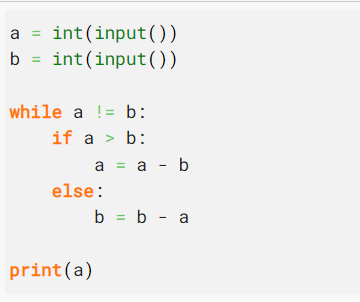 a = int(input())
b = int(input())

while a != b:
    if a > b:
        a = a - b
    else:
        b = b - a

print(a)